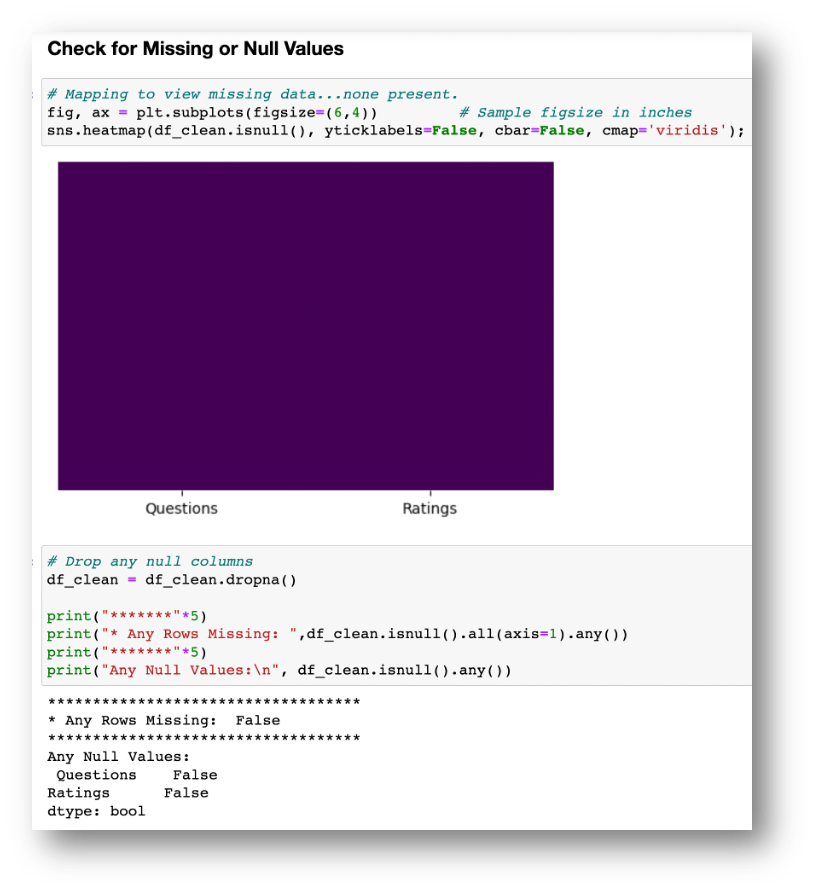 Check for Missing or Null Values
# Mapping to view missing data...none present.
fig, ax = plt.subplots(figsize=(6,4))         # Sample figsize in inches
sns.heatmap(df_clean.isnull(), yticklabels=False, cbar=False, cmap='viridis');
Questions Ratings
# Drop any null columns
df_clean = df_clean.dropna()
print("*******"*5)
print("* Any Rows Missing: ",df_clean.isnull().all(axis=1).any())
print("*******"*5)
print("Any Null Values:\n", df_clean.isnull().any())
***********************************
* Any Rows Missing:  False
***********************************
Any Null Values:
 Questions    False
Ratings      False
dtype: bool